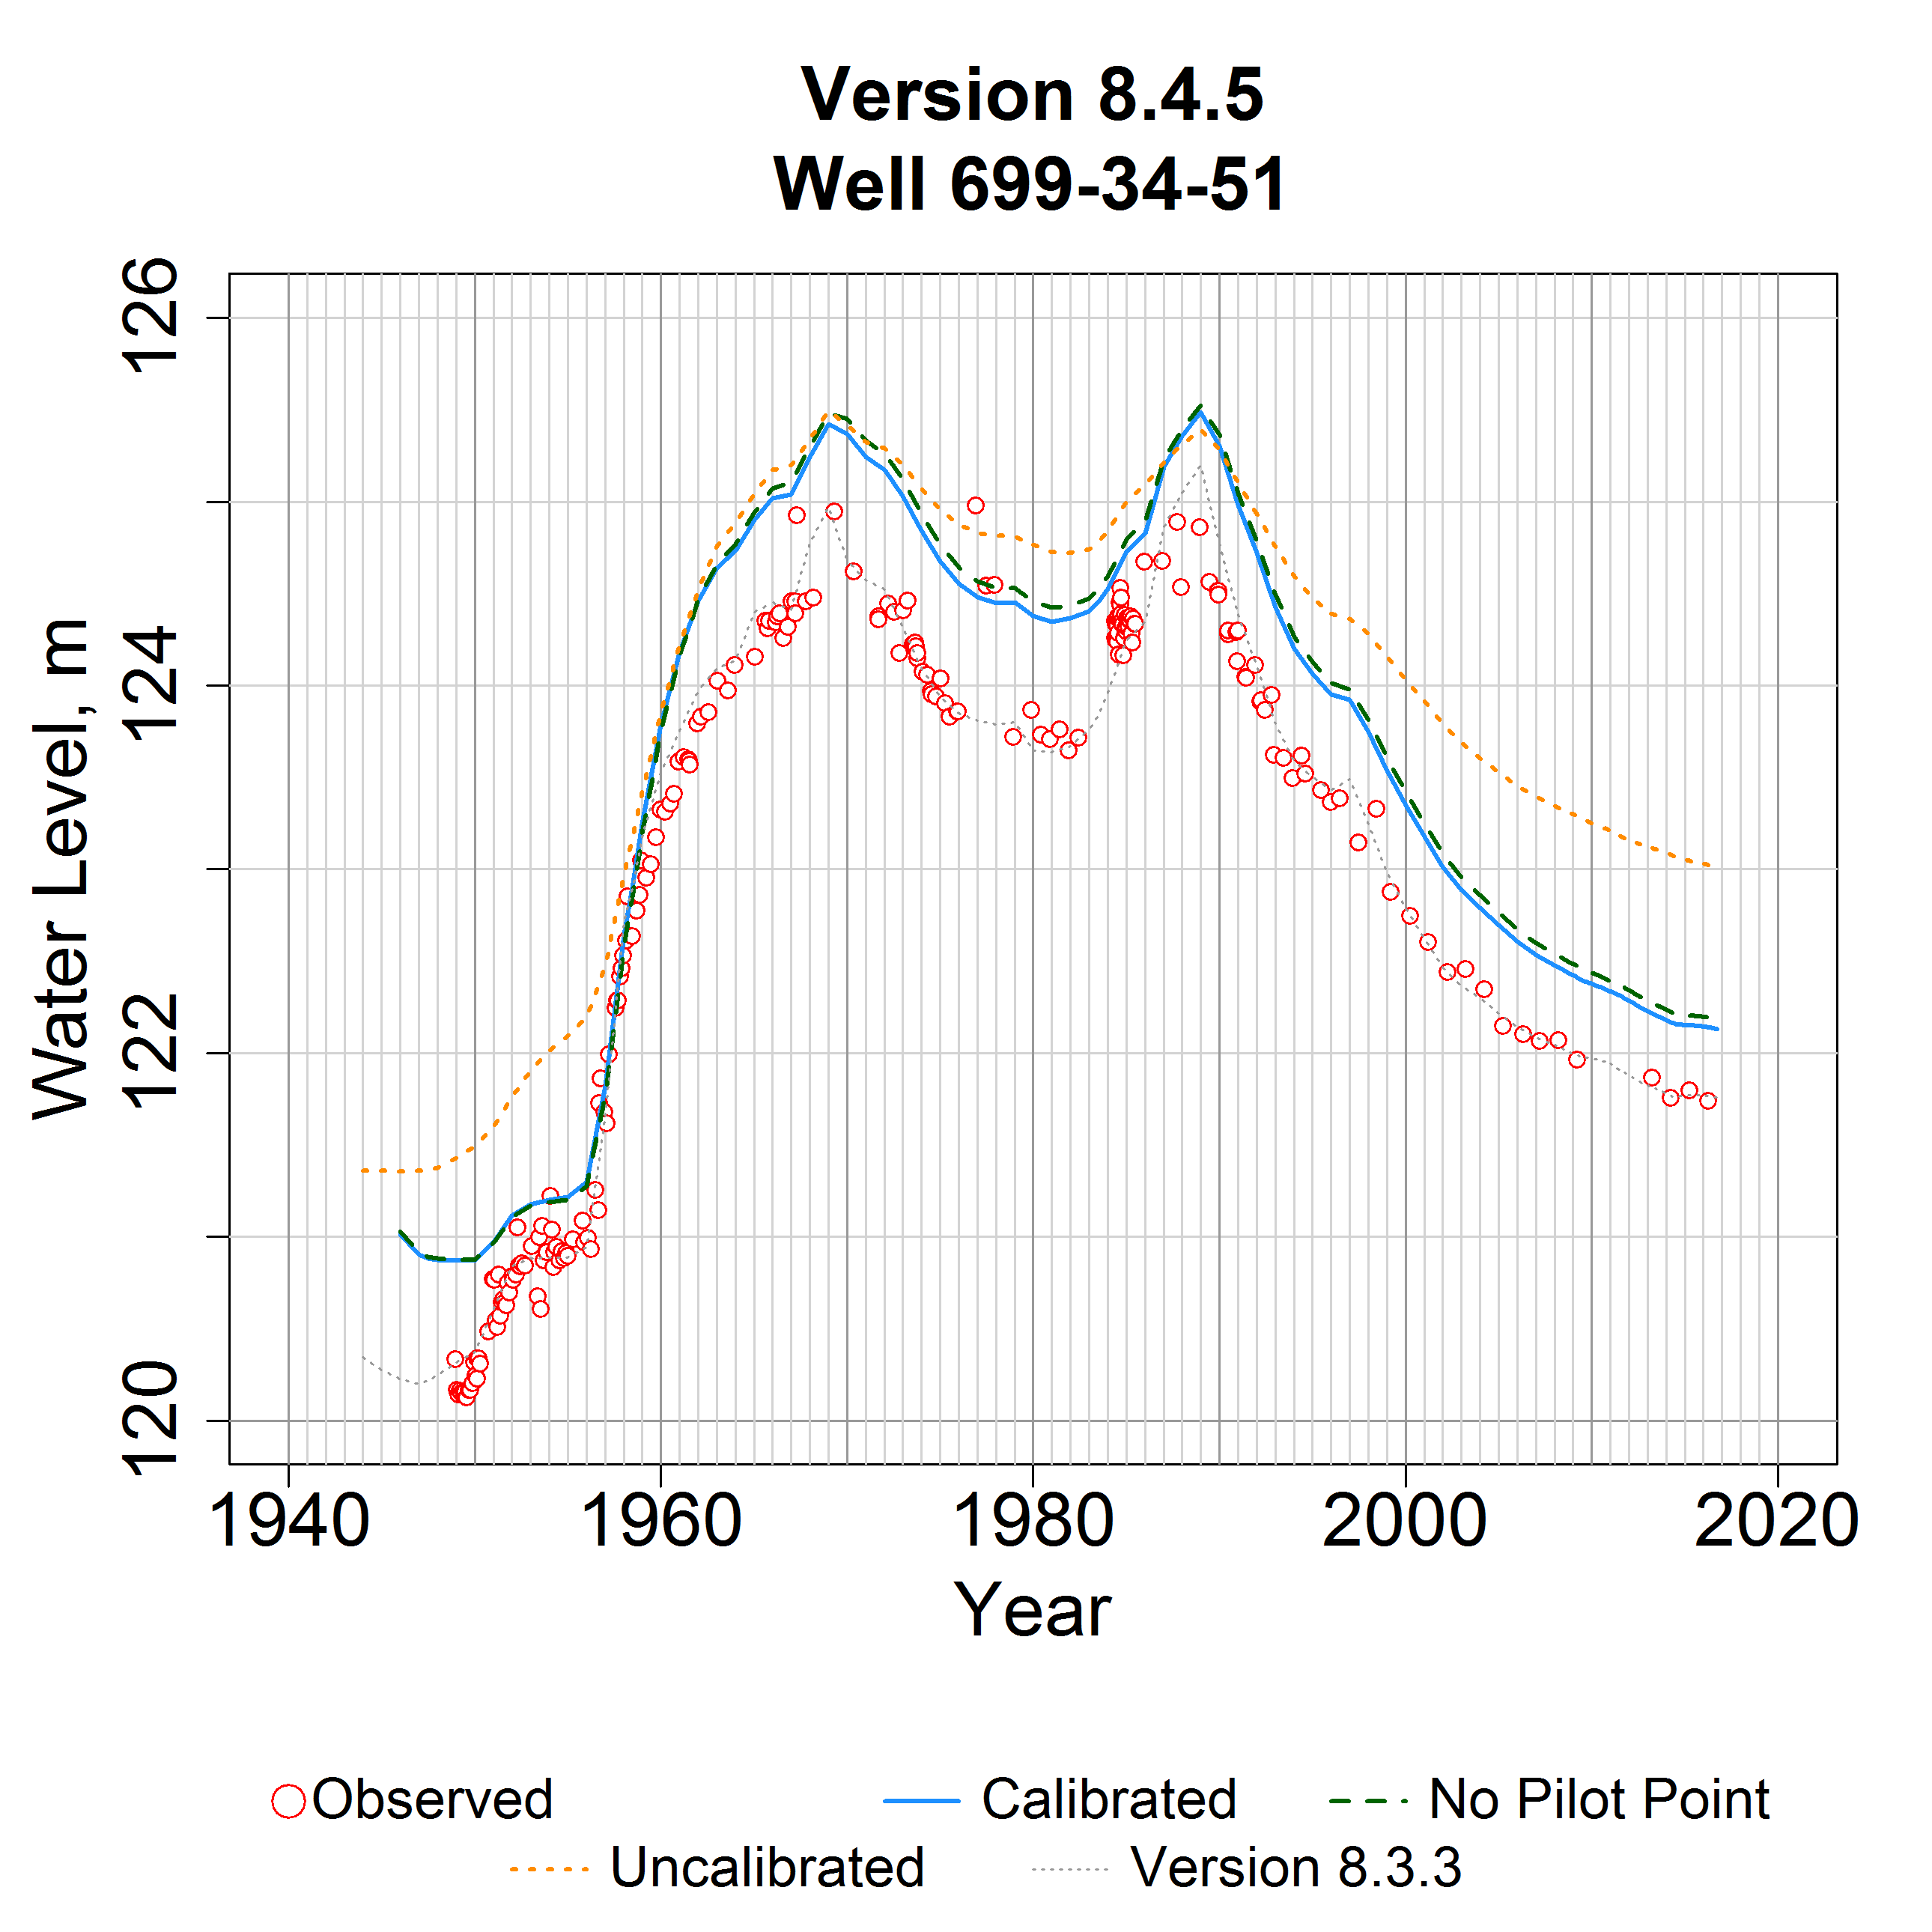 Version 8.4.5
Well 699-34-51
Water Level, m
126
124
122
120
1940 1960 1980 2000 2020
Year
Observed Calibrated No Pilot Point
Uncalibrated Version 8.3.3